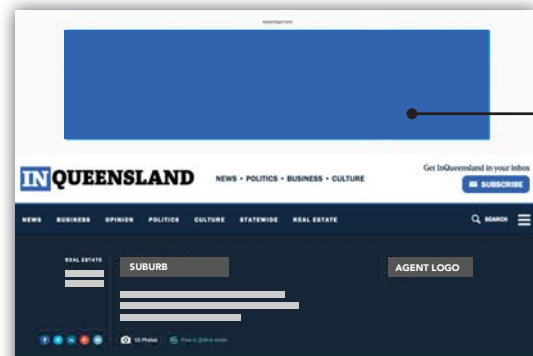 Advertisement
INQUEENSLAND
NEWS • POLITICS • BUSINESS • CULTURE
Get InQueensland in your inbox
SUBSCRIBE
NEWS BUSINESS OPINION POLITICS CULTURE STATEWIDE REAL ESTATE SEARCH
REAL ESTATE
SUBURB
AGENT LOGO
Photos